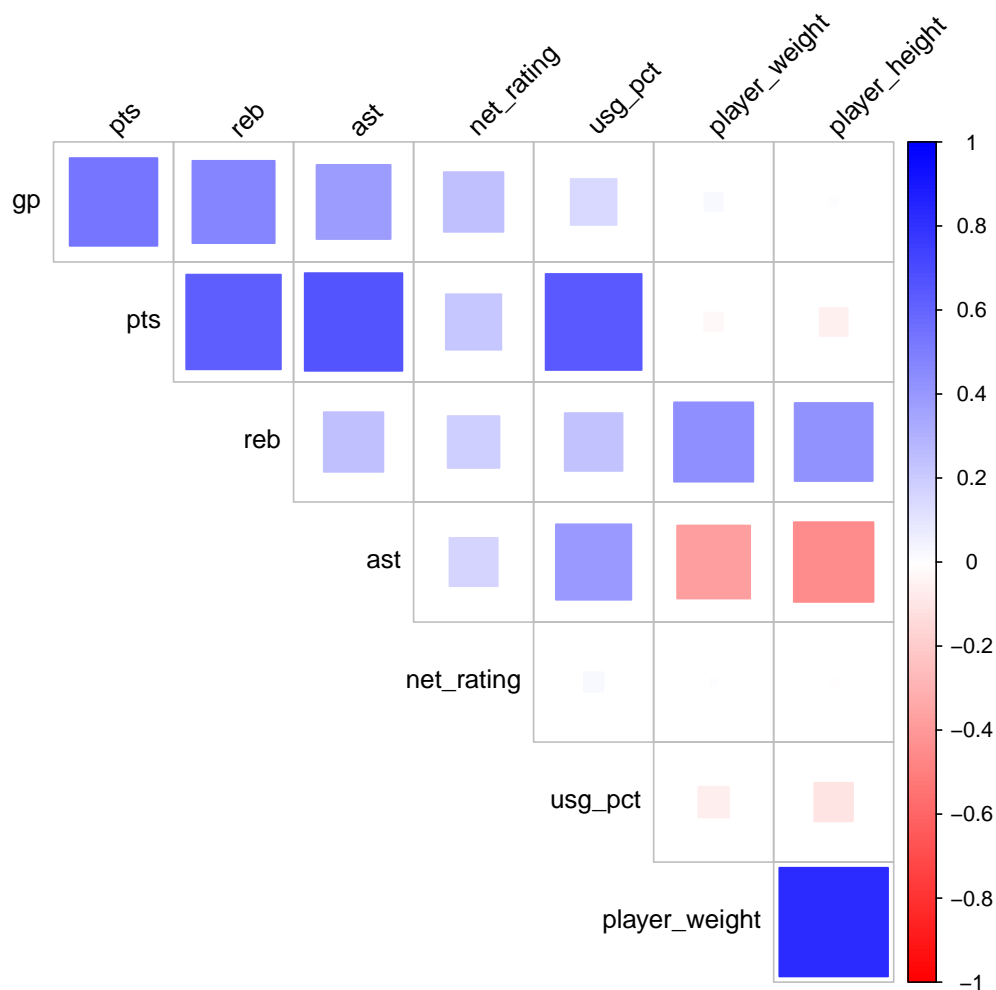 pts
reb
ast
net_rating
usg_pct
player_weight
player_height
gp
pts
reb
ast
net_rating
usg_pct
player_weight
1
0.8
0.6
0.4
0.2
0
−0.2
−0.4
−0.6
−0.8
−1